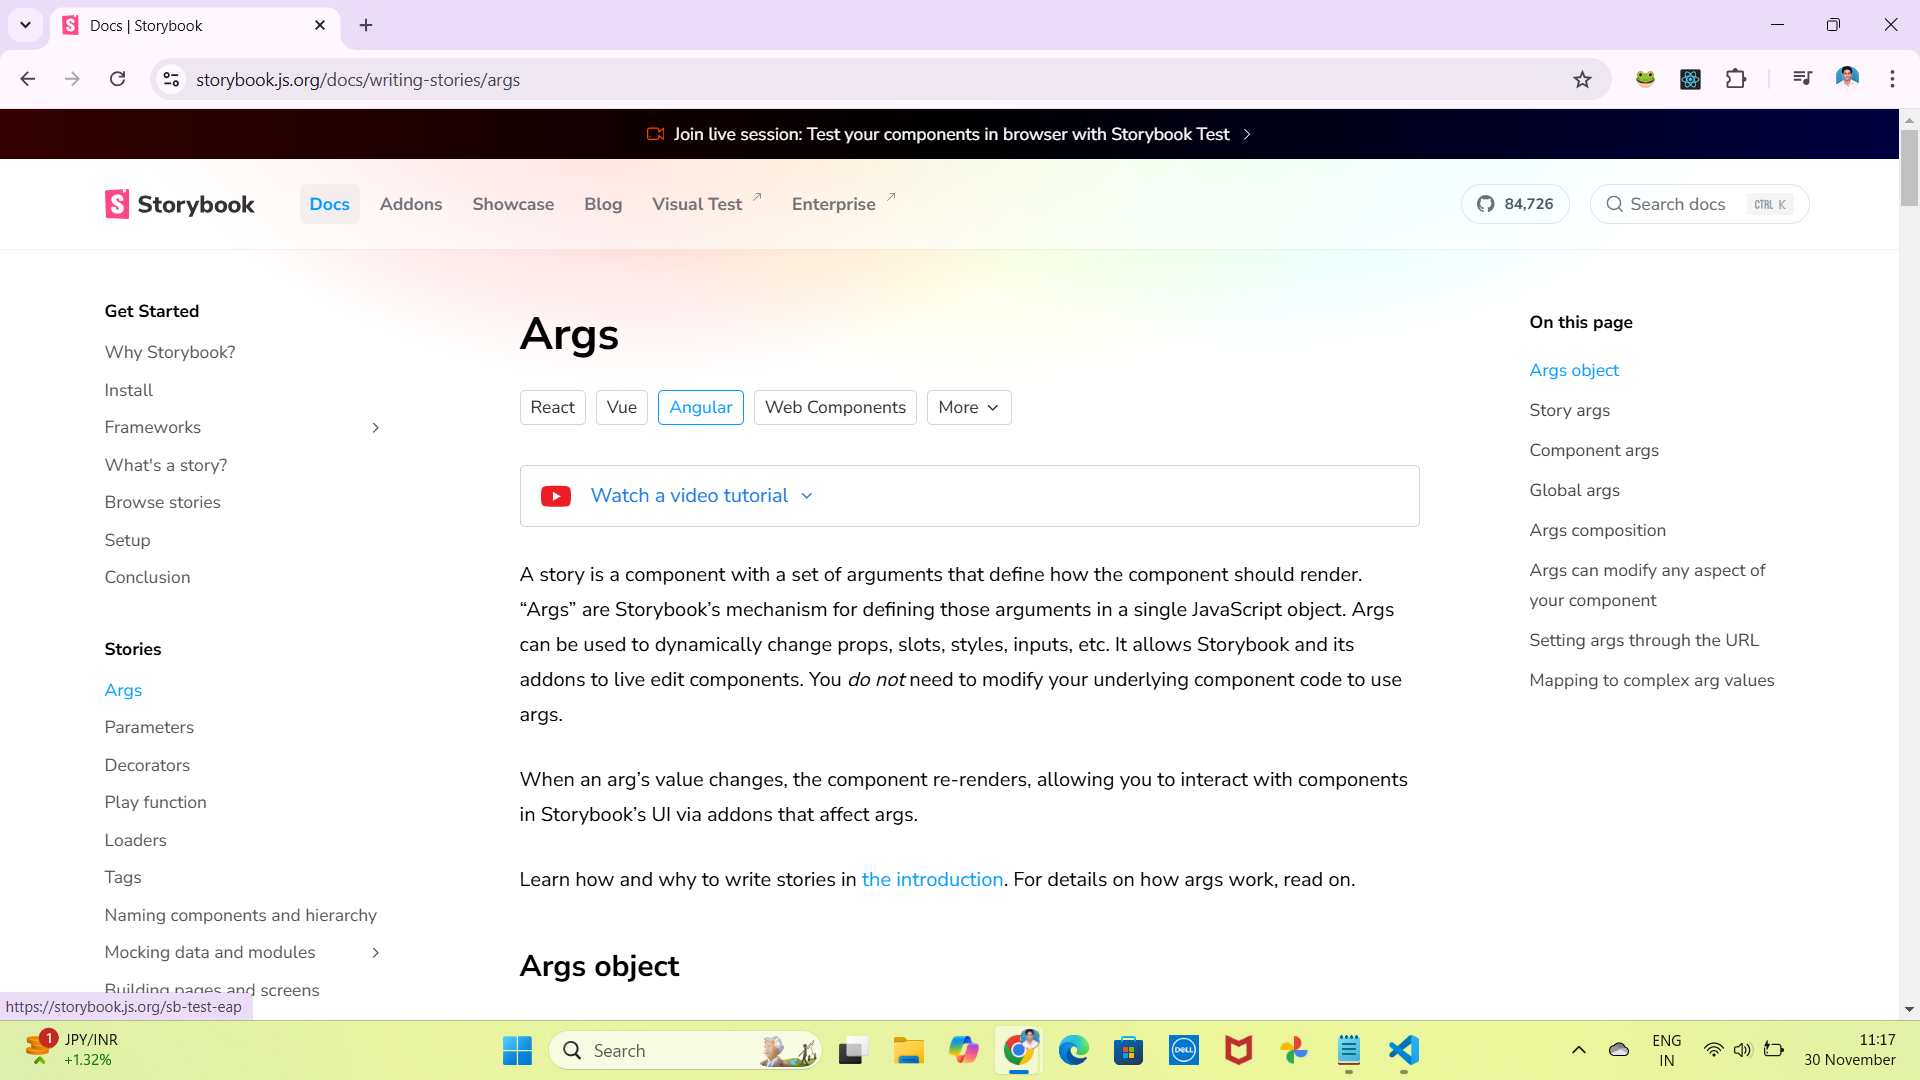 Docs | Storybook
storybook.js.org/docs/writing-stories/args
Join live session: Test your components in browser with Storybook Test
Storybook
Docs
Addons
Showcase
Blog
Visual Test
Enterprise
84,726
Search docs
CTRL K
Get Started
Why Storybook?
Install
Frameworks
What's a story?
Browse stories
Setup
Conclusion
Stories
Args
Parameters
Decorators
Play function
Loaders
Tags
Naming components and hierarchy
Mocking data and modules
Building pages and screens
Args
React
Vue
Angular
Web Components
More
Watch a video tutorial
A story is a component with a set of arguments that define how the component should render.
“Args” are Storybook’s mechanism for defining those arguments in a single JavaScript object. Args
can be used to dynamically change props, slots, styles, inputs, etc. It allows Storybook and its
addons to live edit components. You do not need to modify your underlying component code to use
args.
When an arg’s value changes, the component re-renders, allowing you to interact with components
in Storybook’s UI via addons that affect args.
Learn how and why to write stories in the introduction. For details on how args work, read on.
Args object
On this page
Args object
Story args
Component args
Global args
Args composition
Args can modify any aspect of
your component
Setting args through the URL
Mapping to complex arg values
https://storybook.js.org/sb-test-eap
1
JPY/INR
+1.32%
Search
DELL
ENG
IN
11:17
30 November